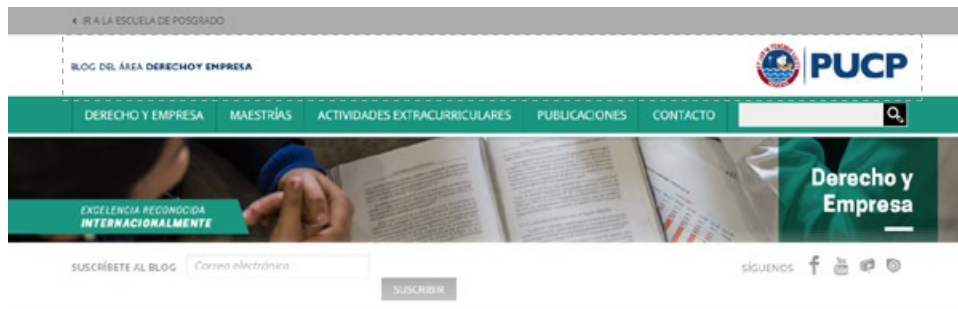 IR A LA ESCUELA DE POSGRADO
BLOG DEL ÁREA DERECHO Y EMPRESA
PUCP
DERECHO Y EMPRESA MAESTRÍAS ACTIVIDADES EXTRACURRICULARES PUBLICACIONES CONTACTO
Derecho y
Empresa
EXCELENCIA RECONOCIDA
INTERNACIONALMENTE
SUSCRÍBETE AL BLOG Correo electrónico SÍGUENOS
SUSCRIBIR